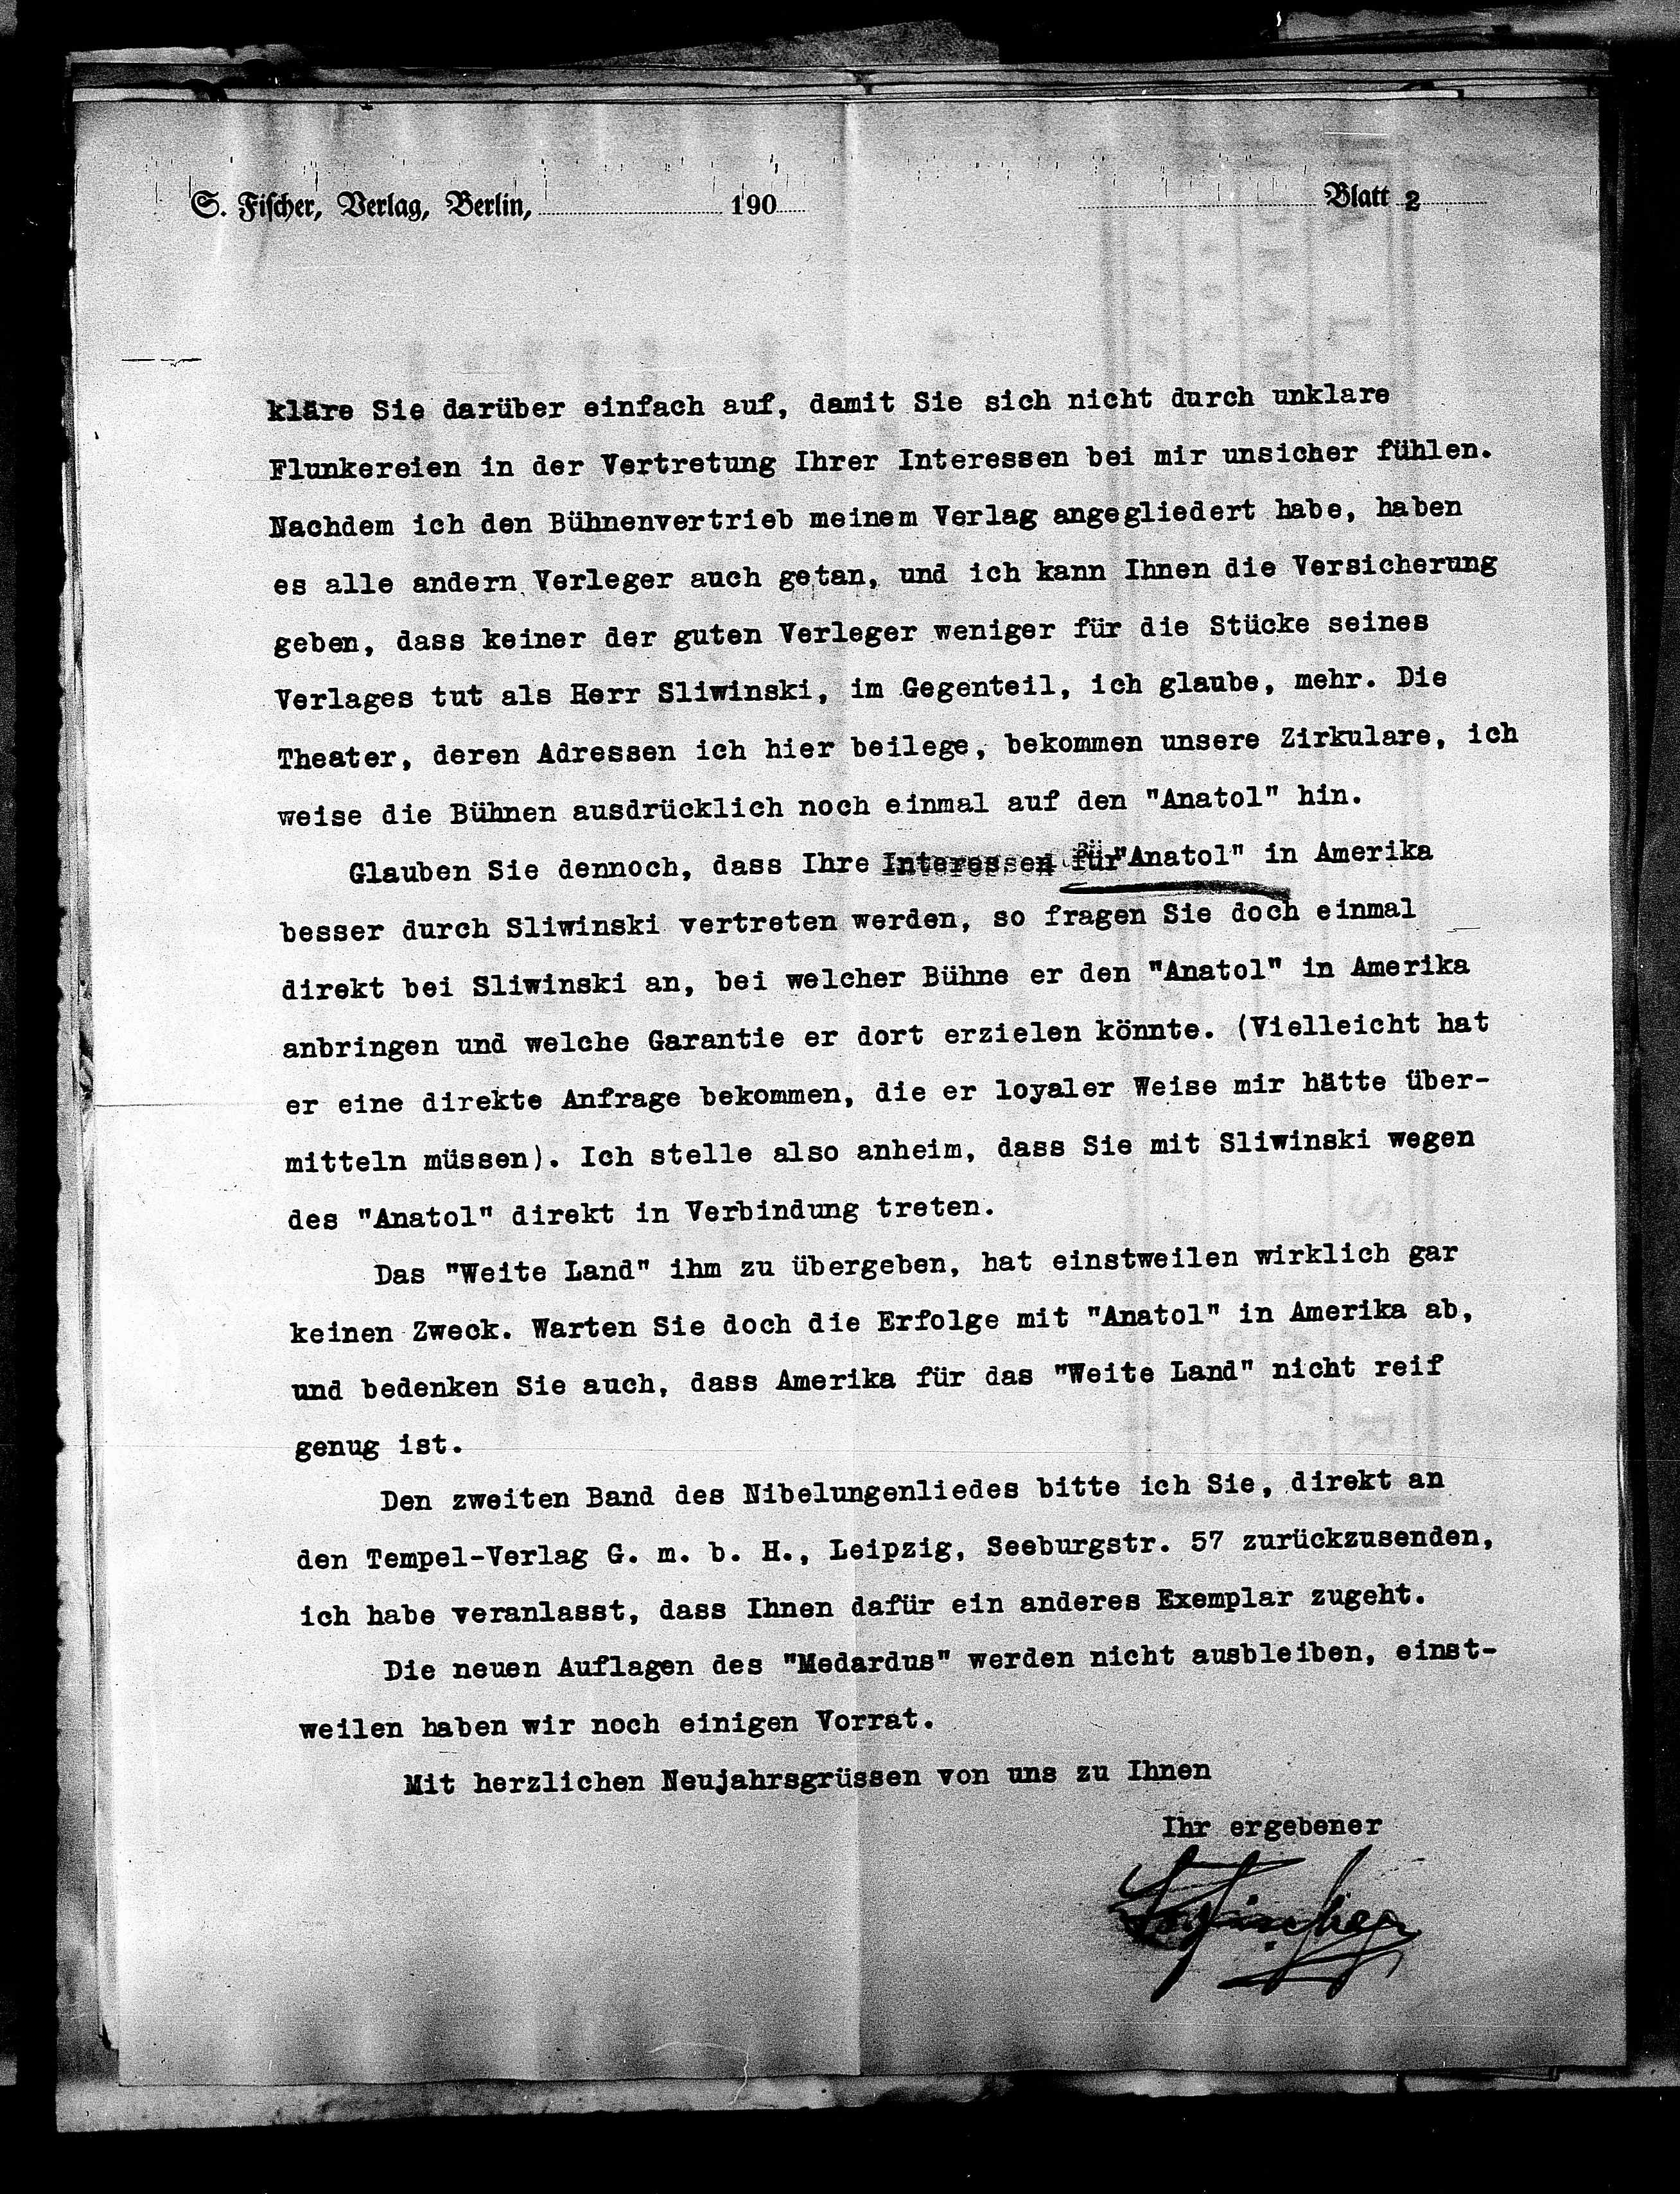 S. Fischer, Verlag, Berlin, 190 Blatt 2
kläre Sie darüber einfach auf, damit Sie sich nicht durch unklare
Flunkereien in der Vertretung Ihrer Interessen bei mir unsicher fühlen.
Nachdem ich den Bühnenvertrieb meinem Verlag angegliedert habe, haben
es alle andern Verleger auch getan, und ich kann Ihnen die Versicherung
geben, dass keiner der guten Verleger weniger für die Stücke seines
Verlages tut als Herr Sliwinski, im Gegenteil, ich glaube, mehr. Die
Theater, deren Adressen ich hier beilege, bekommen unsere Zirkulare, ich
weise die Bühnen ausdrücklich noch einmal auf den "Anatol" hin.
Glauben Sie dennoch, dass Ihre Interessen für "Anatol" in Amerika
besser durch Sliwinski vertreten werden, so fragen Sie doch einmal
direkt bei Sliwinski an, bei welcher Bühne er den "Anatol" in Amerika
anbringen und welche Garantie er dort erzielen könnte. (Vielleicht hat
er eine direkte Anfrage bekommen, die er loyaler Weise mir hätte über-
mitteln müssen). Ich stelle also anheim, dass Sie mit Sliwinski wegen
des "Anatol" direkt in Verbindung treten.
Das "Weite Land" ihm zu übergeben, hat einstweilen wirklich gar
keinen Zweck. Warten Sie doch die Erfolge mit "Anatol" in Amerika ab,
und bedenken Sie auch, dass Amerika für das "Weite Land" nicht reif
genug ist.
Den zweiten Band des Nibelungenliedes bitte ich Sie, direkt an
den Tempel-Verlag G. m. b. H., Leipzig, Seeburgstr. 57 zurückzusenden,
ich habe veranlasst, dass Ihnen dafür ein anderes Exemplar zugeht.
Die neuen Auflagen des "Medardus" werden nicht ausbleiben, einst-
weilen haben wir noch einigen Vorrat.
Mit herzlichen Neujahrsgrüssen von uns zu Ihnen
Ihr ergebener
S. Fischer